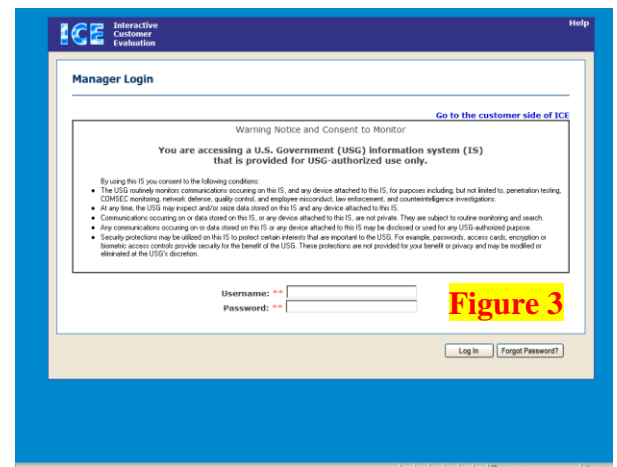 ICE Interactive
Customer
Evaluation
Help
Manager Login
Go to the customer side of ICE
Warning Notice and Consent to Monitor
You are accessing a U.S. Government (USG) information system (IS)
that is provided for USG-authorized use only.
By using this IS you consent to the following conditions:
• The USG routinely monitors communications occurring on this IS, and any device attached to this IS, for purposes including, but not limited to, penetration testing,
COMSEC monitoring, network defense, quality control, and employee misconduct, law enforcement, and counterintelligence investigations.
• At any time, the USG may inspect and/or seize data stored on this IS and any device attached to this IS.
• Communications occurring on or data stored on this IS, or any device attached to this IS, are not private. They are subject to routine monitoring and search.
• Any communications occurring on or data stored on this IS or any device attached to this IS may be disclosed or used for any USG-authorized purpose.
• Security protections may be utilized on this IS to protect certain interests that are important to the USG. For example, passwords, access cards, encryption or
biometric access controls provide security for the benefit of the USG. These protections are not provided for your benefit or privacy and may be modified or
eliminated at the USG's discretion.
Username: **
Password: **
Figure 3
Log In Forgot Password?